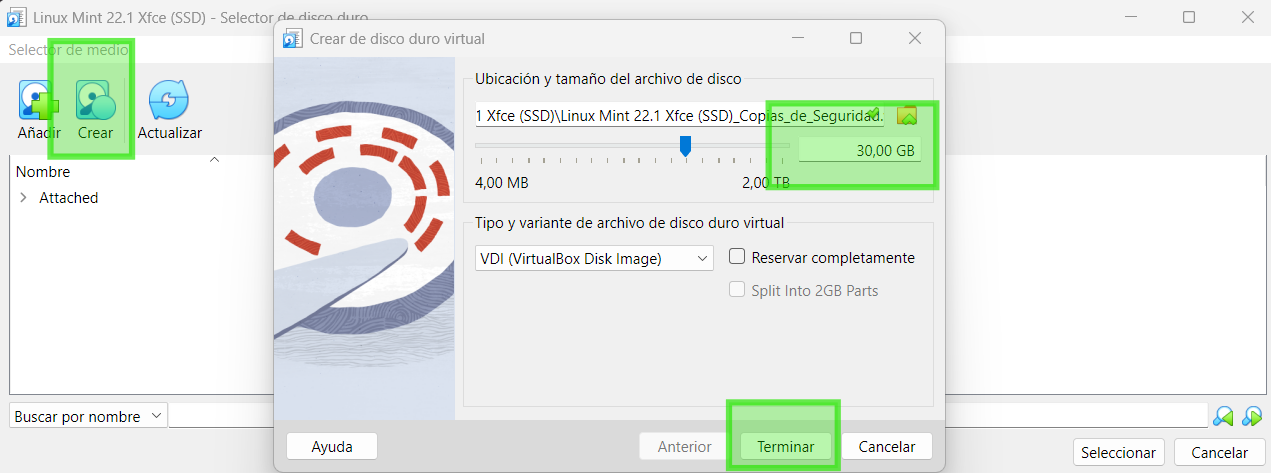 Linux Mint 22.1 Xfce (SSD) - Selector de disco duro
Selector de medio
Añadir
Crear
Actualizar
Nombre
Attached
Buscar por nombre
Seleccionar
Cancelar
Crear de disco duro virtual
Ubicación y tamaño del archivo de disco
1 Xfce (SSD)\Linux Mint 22.1 Xfce (SSD)_Copias_de_Seguridad.
30,00 GB
4,00 MB
2,00 TB
Tipo y variante de archivo de disco duro virtual
VDI (VirtualBox Disk Image)
Reservar completamente
Split Into 2GB Parts
Ayuda
Anterior
Terminar
Cancelar